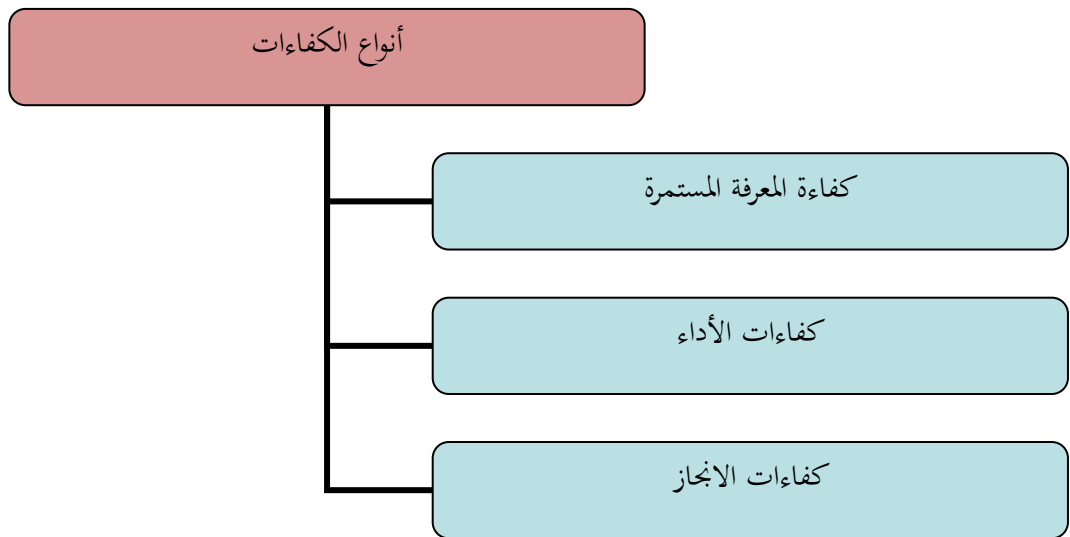 أنواع الكفاءات
كفاءة المعرفة المستمرة
كفاءات الأداء
كفاءات الانجاز